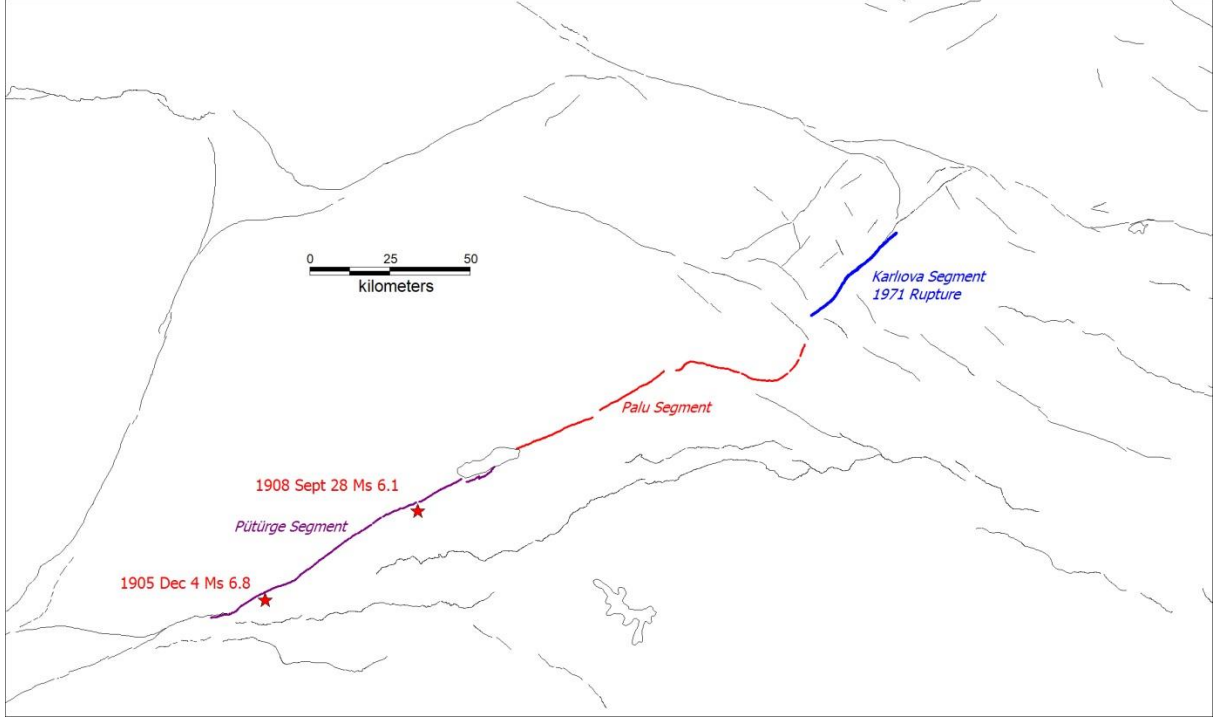 0 25 50
kilometers
Karlıova Segment
1971 Rupture
Palu Segment
1908 Sept 28 Ms 6.1
Pütürge Segment
1905 Dec 4 Ms 6.8